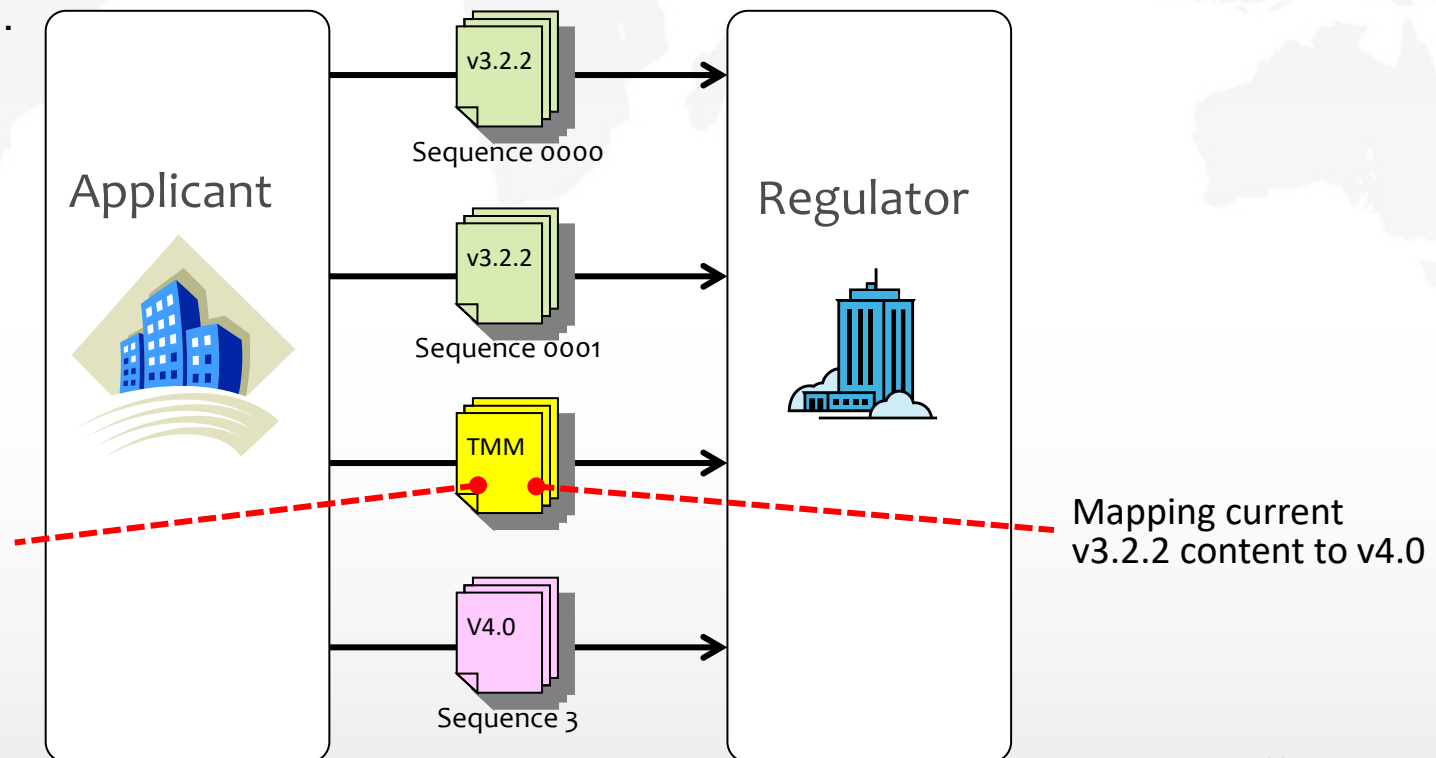 .
v3.2.2
Sequence 0000
Applicant
Regulator
v3.2.2
Sequence 0001
TMM
Mapping current
v3.2.2 content to v4.0
V4.0
Sequence 3